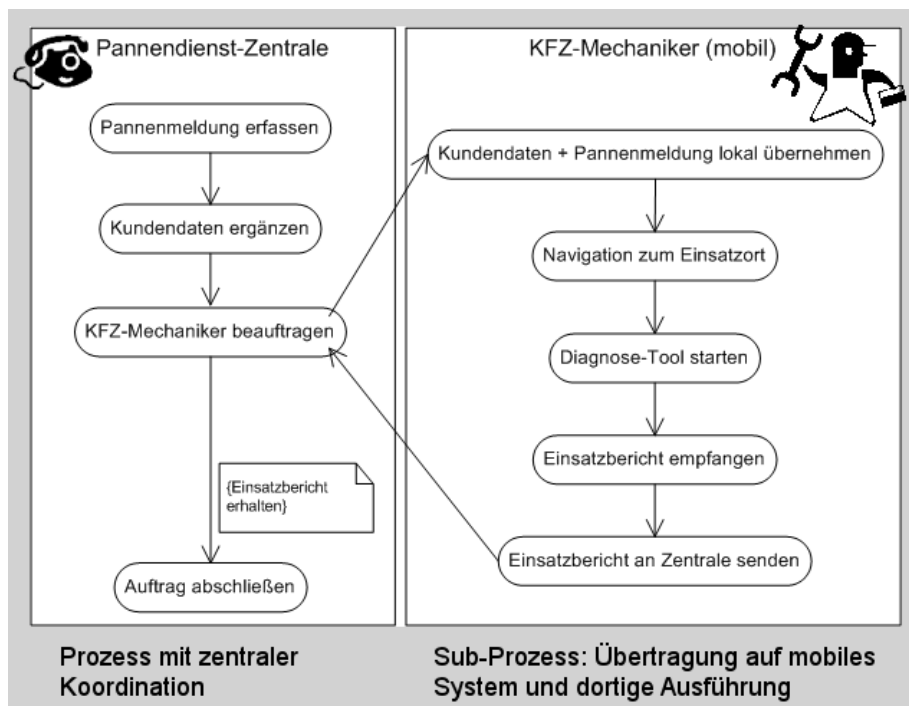 Pannendienst-Zentrale
Pannenmeldung erfassen
Kundendaten ergänzen
KFZ-Mechaniker beauftragen
{Einsatzbericht
erhalten}
Auftrag abschließen
KFZ-Mechaniker (mobil)
Kundendaten + Pannenmeldung lokal übernehmen
Navigation zum Einsatzort
Diagnose-Tool starten
Einsatzbericht empfangen
Einsatzbericht an Zentrale senden
Prozess mit zentraler
Koordination
Sub-Prozess: Übertragung auf mobiles
System und dortige Ausführung